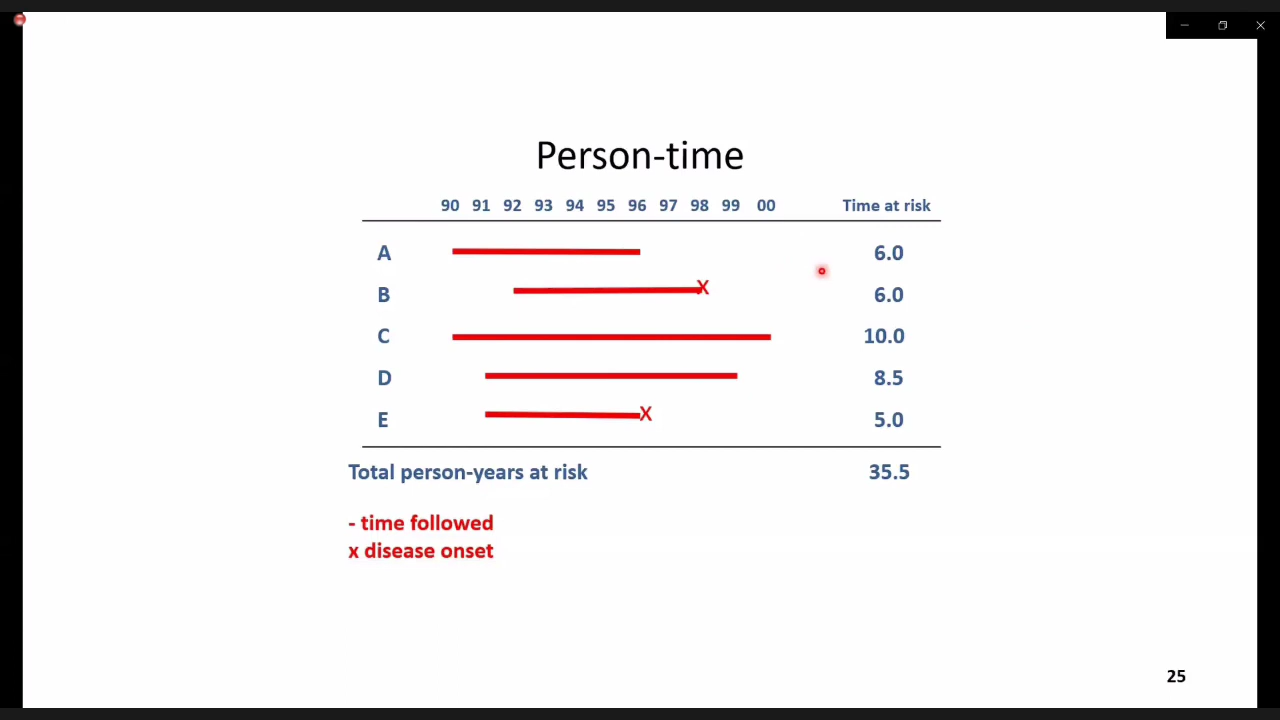 Person-time
90 91 92 93 94 95 96 97 98 99 00 Time at risk
A 6.0
B X 6.0
C 10.0
D 8.5
E X 5.0
Total person-years at risk 35.5
- time followed
x disease onset
25